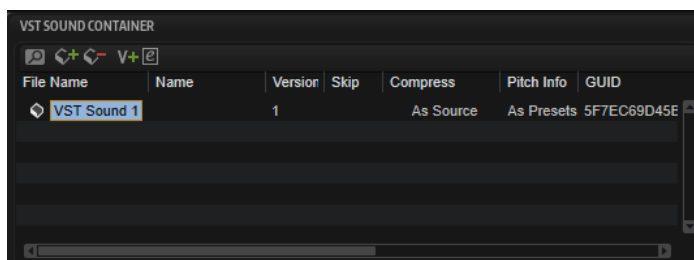 VST SOUND CONTAINER
V+ e
File Name Name Version Skip Compress Pitch Info GUID
VST Sound 1 1 As Source As Presets 5F7EC69D45